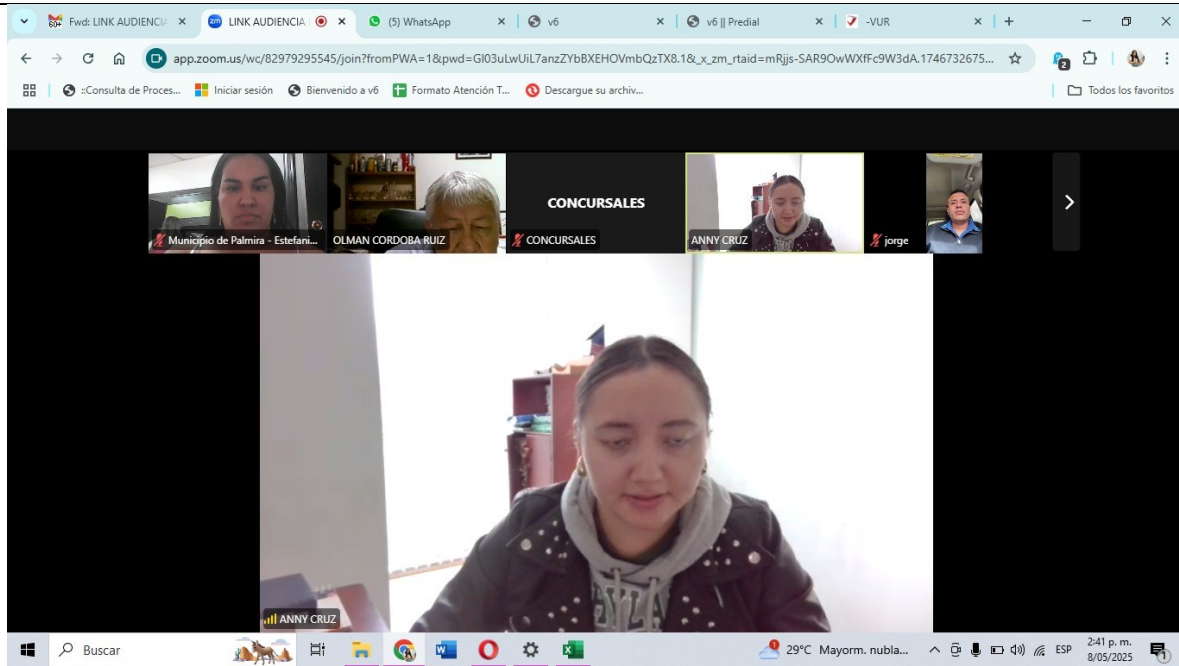 Fwd: LINK AUDIENCIA
LINK AUDIENCIA
(5) WhatsApp
v6
v6 || Predial
-VUR
app.zoom.us/wc/82979295545/join?fromPWA=1&pwd=GI03uLwUiL7anzZYbBXEHOVmbQzTX8.1&_x_zm_rtaid=mRjjs-SAR9OwWXfFc9W3dA.1746732675...
2
::Consulta de Proces...
Iniciar sesión
Bienvenido a v6
Formato Atención T...
Descargue su archiv...
Todos los favoritos
CONCURSALES
Municipio de Palmira - Estefani...
OLMAN CORDOBA RUIZ
CONCURSALES
ANNY CRUZ
jorge
ANNY CRUZ
Buscar
29°C Mayorm. nubla...
ESP
2:41 p. m.
8/05/2025